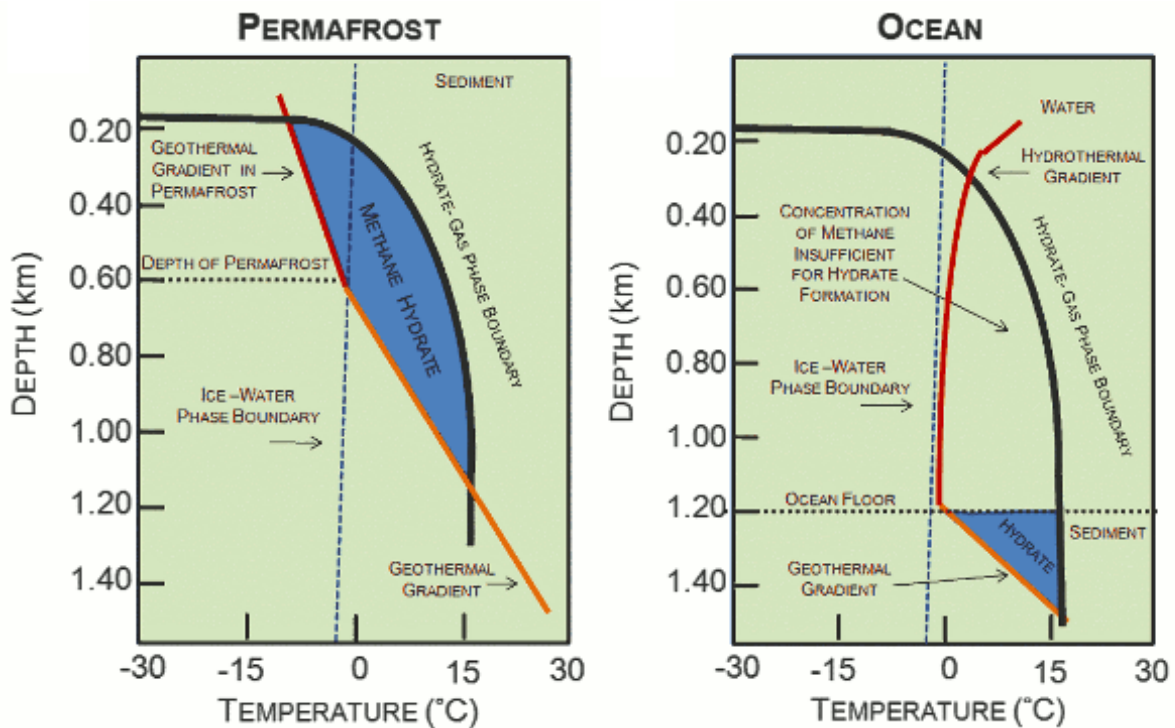 PERMAFROST
SEDIMENT
0.20
0.40
0.60
0.80
1.00
1.20
1.40
DEPTH (km)
GEOTHERMAL
GRADIENT IN
PERMAFROST
HYDRATE- GAS PHASE BOUNDARY
METHANE HYDRATE
DEPTH OF PERMAFROST
ICE –WATER
PHASE BOUNDARY
GEOTHERMAL
GRADIENT
-30
-15
0
15
30
TEMPERATURE (°C)
OCEAN
WATER
0.20
0.40
0.60
0.80
1.00
1.20
1.40
DEPTH (km)
HYDROTHERMAL
GRADIENT
CONCENTRATION
OF METHANE
INSUFFICIENT
FOR HYDRATE
FORMATION
HYDRATE- GAS PHASE BOUNDARY
ICE–WATER
PHASE BOUNDARY
OCEAN FLOOR
SEDIMENT
HYDRATE
GEOTHERMAL
GRADIENT
-30
-15
0
15
30
TEMPERATURE (°C)